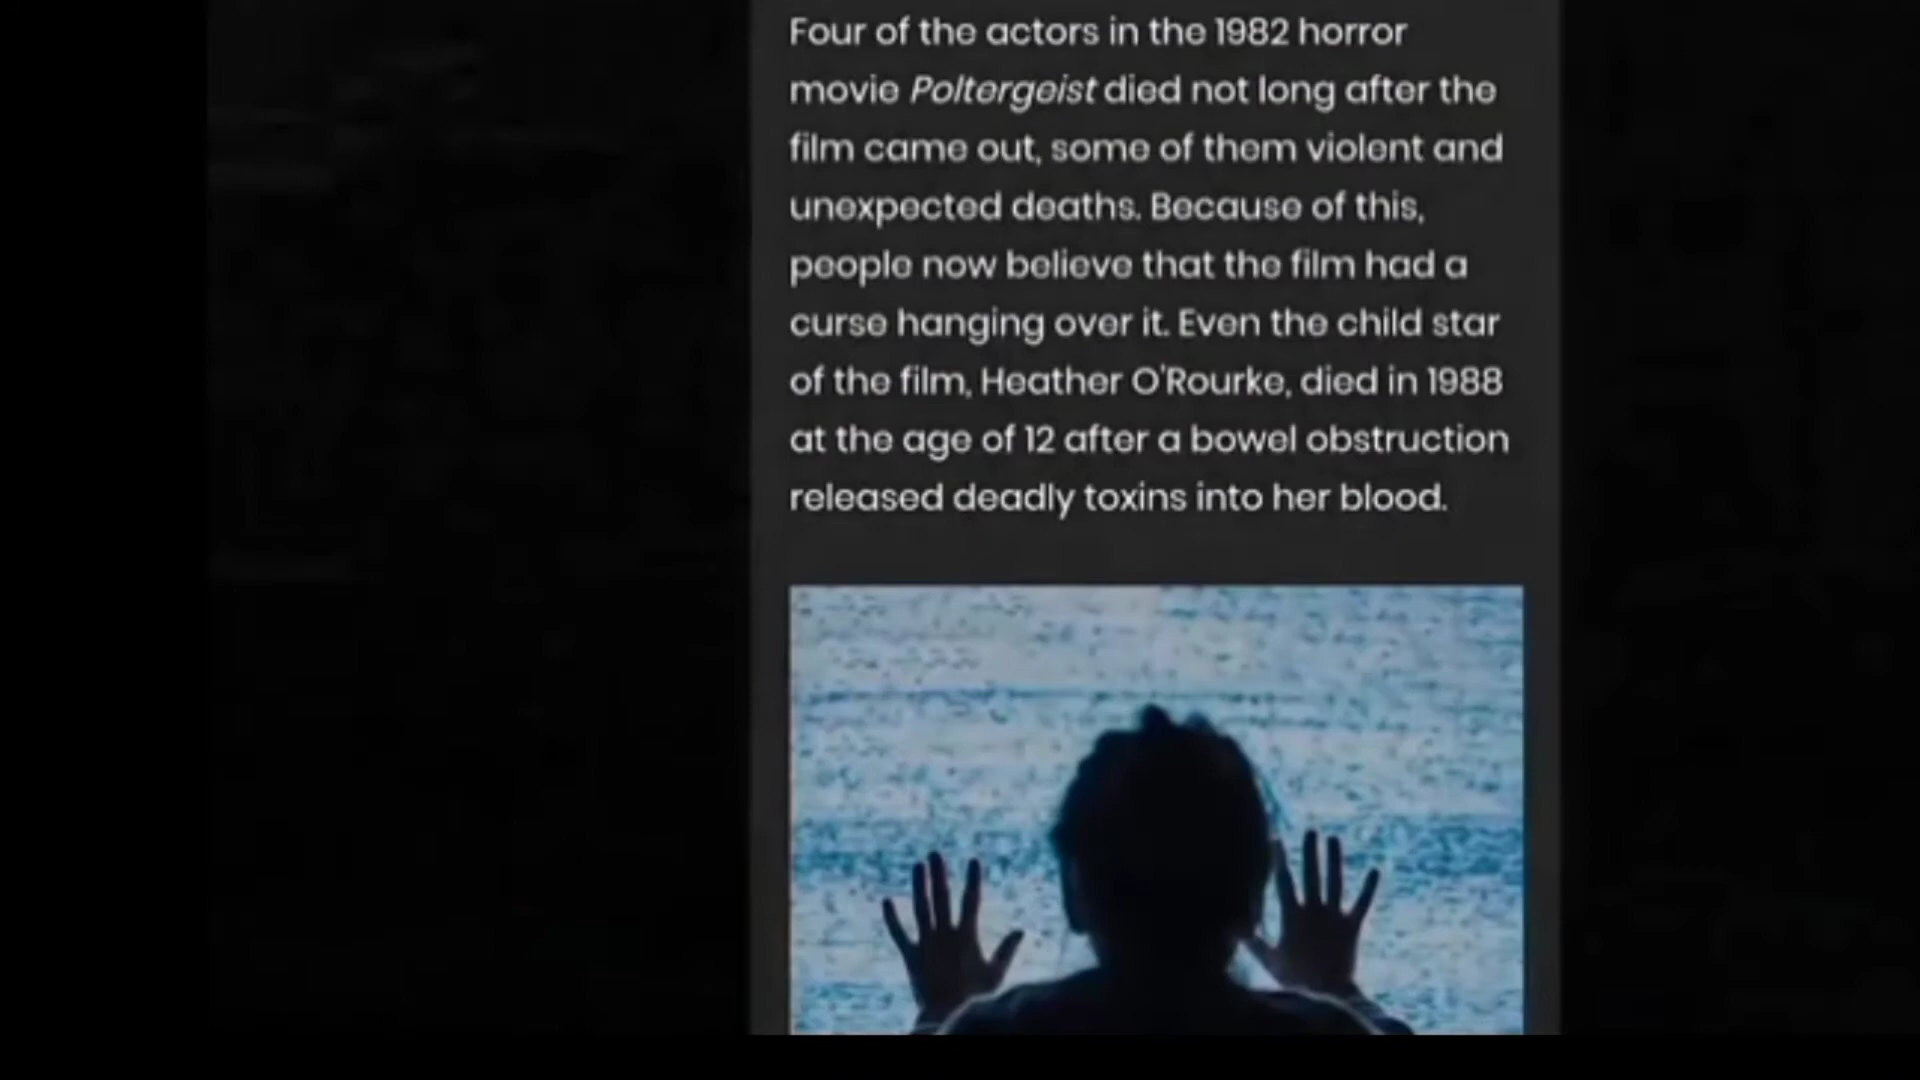 Four of the actors in the 1982 horror
movie Poltergeist died not long after the
film came out, some of them violent and
unexpected deaths. Because of this,
people now believe that the film had a
curse hanging over it. Even the child star
of the film, Heather O'Rourke, died in 1988
at the age of 12 after a bowel obstruction
released deadly toxins into her blood.